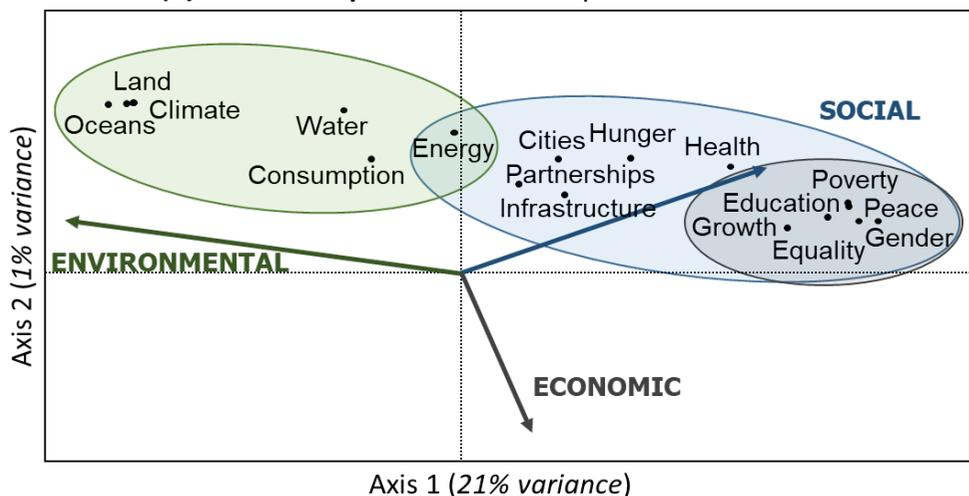 Land
Climate
Oceans
Water
Consumption
Energy
Cities
Hunger
Health
Partnerships
Infrastructure
SOCIAL
Poverty
Education
Peace
Growth
Gender
Equality
ENVIRONMENTAL
ECONOMIC
Axis 2 (1% variance)
Axis 1 (21% variance)